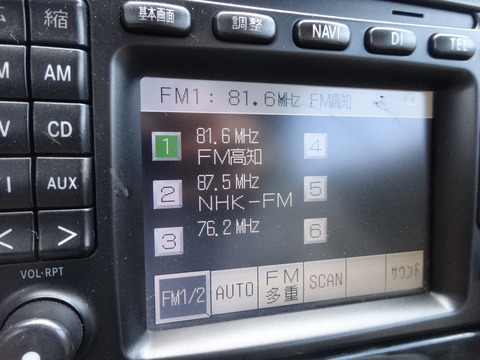 基本画面 調整 NAVI DI TEL
縮
AM
CD
AUX
< >
VOL·RPT
FM1: 81.6MHz FM高知
1 81.6 MHz FM高知
2 87.5 MHz NHK-FM
3 76.2 MHz
4
5
6
FM1/2 AUTO FM多重 SCAN サウンド